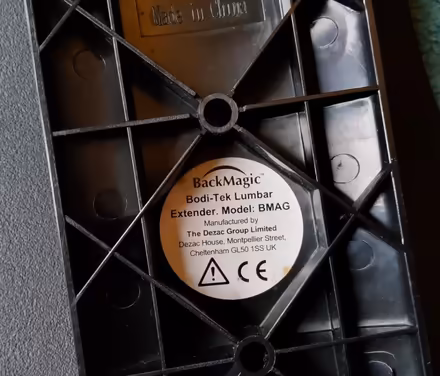 Made in China
BackMagic™
Bodi-Tek Lumbar
Extender. Model: BMAG
Manufactured by
The Dezac Group Limited
Dezac House, Montpellier Street,
Cheltenham GL50 1SS UK
CE